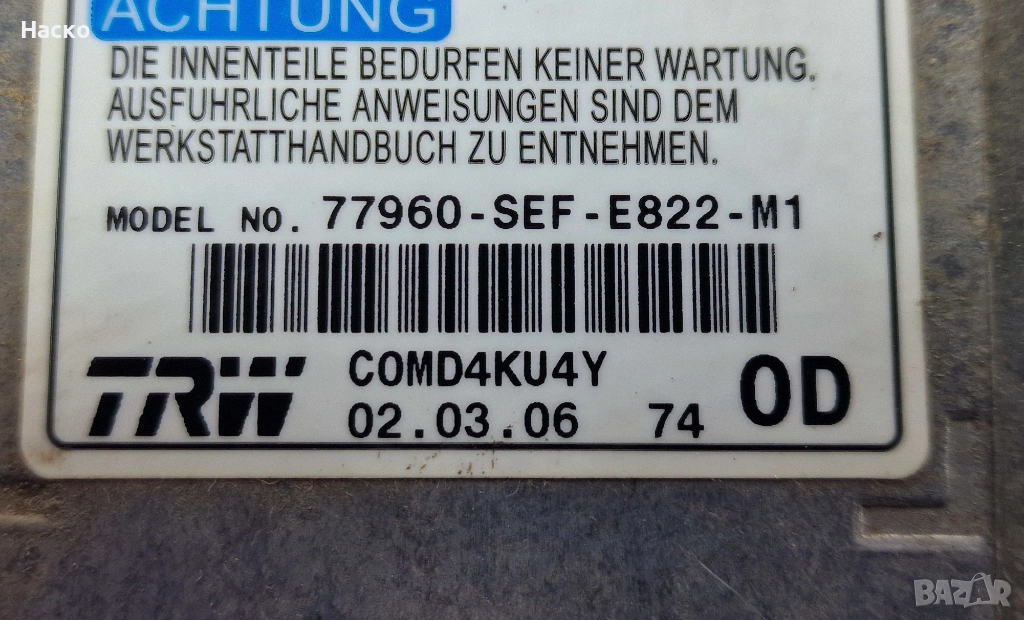 ACHTUNG
Hacko
DIE INNENTEILE BEDURFEN KEINER WARTUNG.
AUSFUHRLICHE ANWEISUNGEN SIND DEM
WERKSTATTHANDBUCH ZU ENTNEHMEN.
MODEL NO. 77960-SEF-E822-M1
TRW
C0MD4KU4Y
02.03.06 74
0D
BAZAR